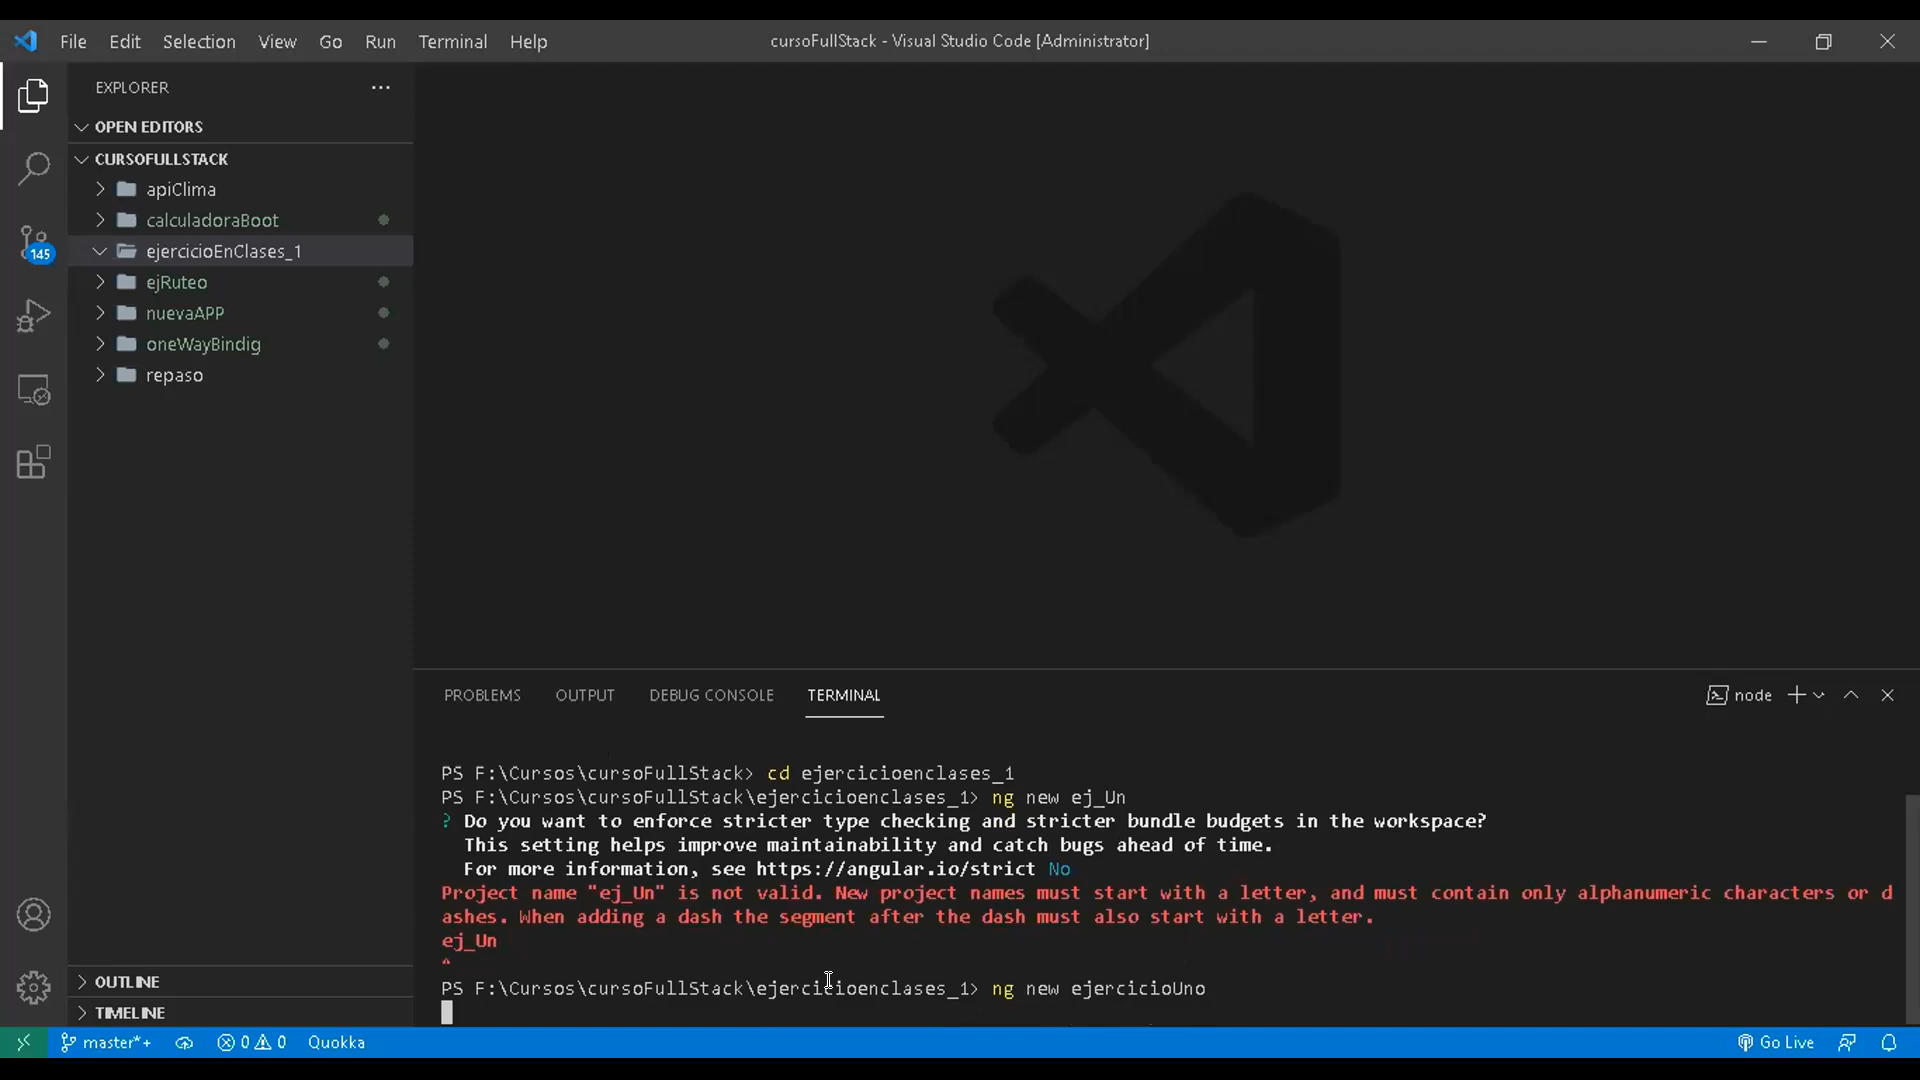 File Edit Selection View Go Run Terminal Help
cursoFullStack - Visual Studio Code [Administrator]
EXPLORER
OPEN EDITORS
CURSOFULLSTACK
apiClima
calculadoraBoot
ejercicioEnClases_1
ejRuteo
nuevaAPP
oneWayBindig
repaso
145
OUTLINE
TIMELINE
PROBLEMS OUTPUT DEBUG CONSOLE TERMINAL
node
PS F:\Cursos\cursoFullStack> cd ejercicioenclases_1
PS F:\Cursos\cursoFullStack\ejercicioenclases_1> ng new ej_Un
? Do you want to enforce stricter type checking and stricter bundle budgets in the workspace?
This setting helps improve maintainability and catch bugs ahead of time.
For more information, see https://angular.io/strict No
Project name "ej_Un" is not valid. New project names must start with a letter, and must contain only alphanumeric characters or d
ashes. When adding a dash the segment after the dash must also start with a letter.
ej_Un
^
PS F:\Cursos\cursoFullStack\ejercicioenclases_1> ng new ejercicioUno
master*+ 0 0 Quokka
Go Live